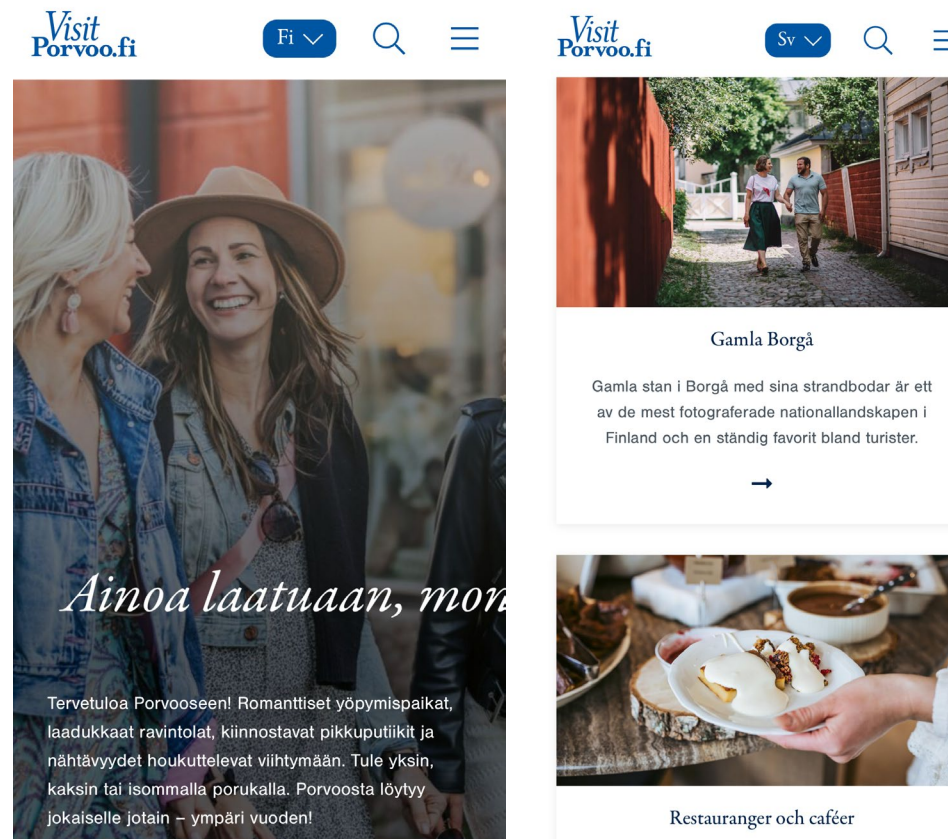 Visit
Porvoo.fi
Fi
Ainoa laatuaan, mon
Tervetuloa Porvooseen! Romanttiset yöpymispaikat,
laadukkaat ravintolat, kiinnostavat pikkuputiikit ja
nähtävyydet houkuttelevat viihtymään. Tule yksin,
kaksin tai isommalla porukalla. Porvoosta löytyy
jokaiselle jotain – ympäri vuoden!
Visit
Porvoo.fi
Sv
Gamla Borgå
Gamla stan i Borgå med sina strandbodar är ett
av de mest fotograferade nationallandskapen i
Finland och en ständig favorit bland turister.
Restauranger och caféer